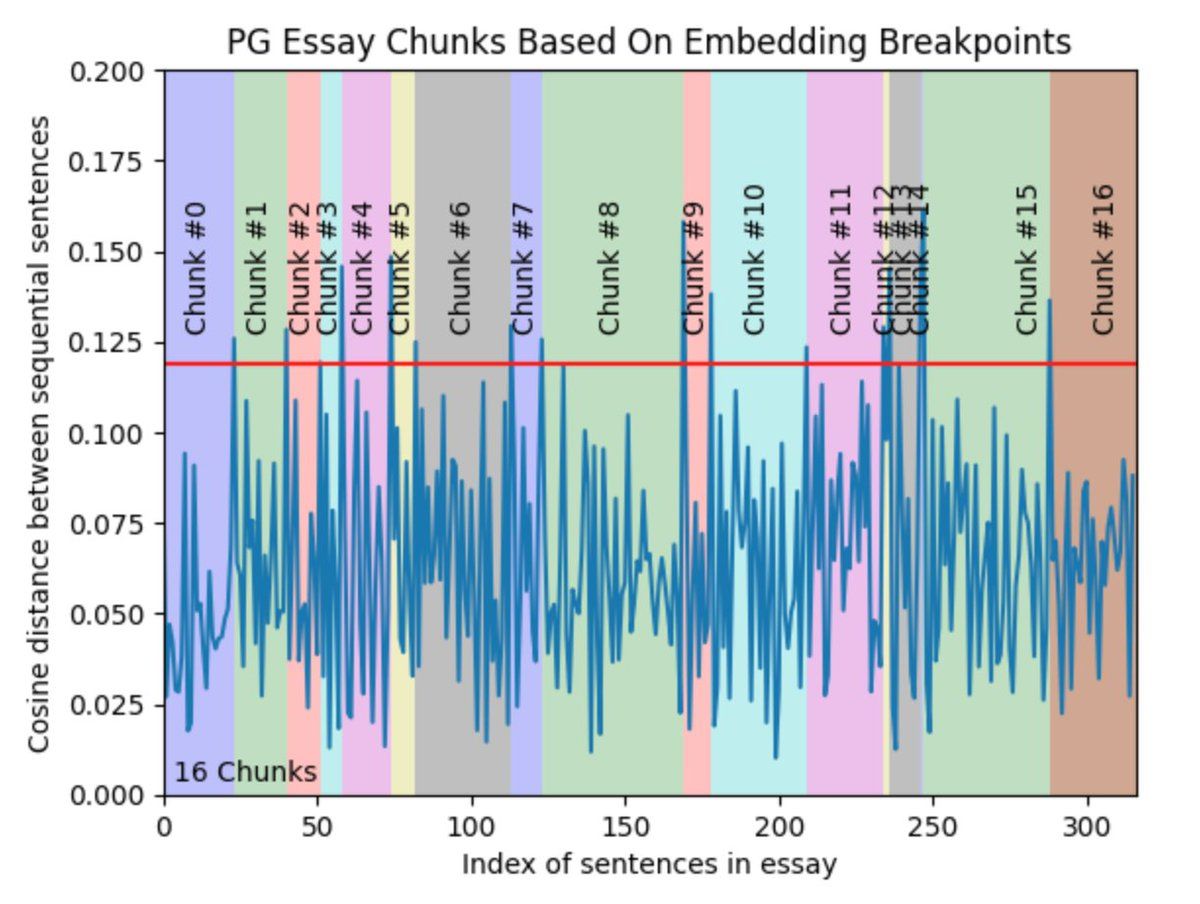 PG Essay Chunks Based On Embedding Breakpoints
Cosine distance between sequential sentences
0.200
0.175
0.150
0.125
0.100
0.075
0.050
0.025
0.000
Chunk #0
Chunk #1
Chunk #2
Chunk #3
Chunk #4
Chunk #5
Chunk #6
Chunk #7
Chunk #8
Chunk #9
Chunk #10
Chunk #11
Chunk #12
Chunk #13
Chunk #14
Chunk #15
Chunk #16
16 Chunks
0
50
100
150
200
250
300
Index of sentences in essay